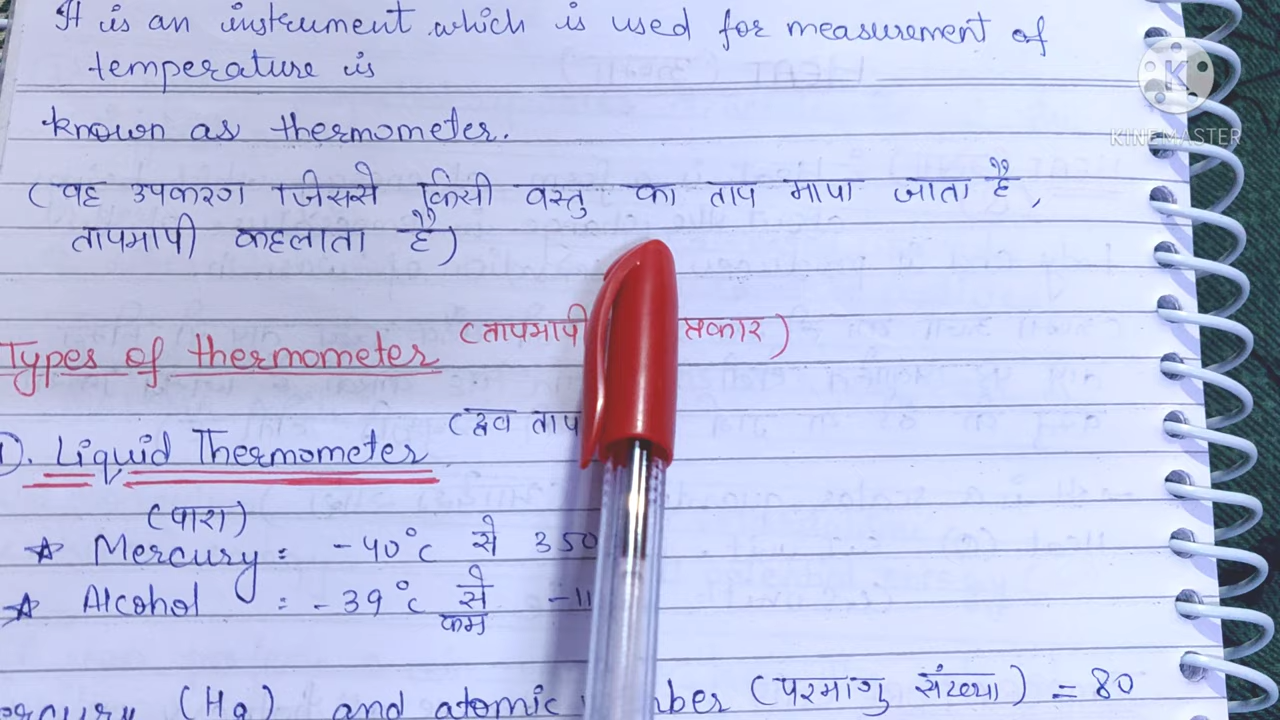 It is an instrument which is used for measurement of
temperature is
K
KINEMASTER
known as thermometer.
(वह उपकरण जिससे किसी वस्तु का ताप मापा जाता है,
तापमापी कहलाता है)
Types of thermometer (तापमापी प्रकार)
1). Liquid Thermometer (द्रव ताप
(पारा)
☆ Mercury = -40°c से 350
☆ Alcohol = -39°c से -11
कम
(Hg) and atomic (परमाणु संख्या) = 80